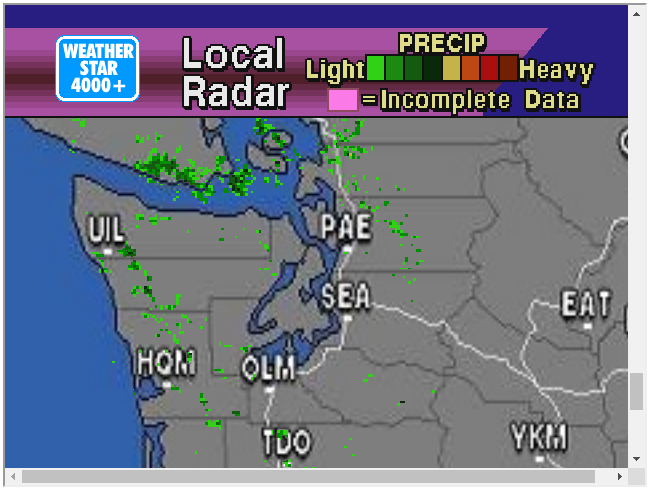 WEATHER
STAR
4000+
Local
Radar
PRECIP
Light Heavy
= Incomplete Data
UIL
PAE
SEA
EAT
HQM
OLM
TDO
YKM